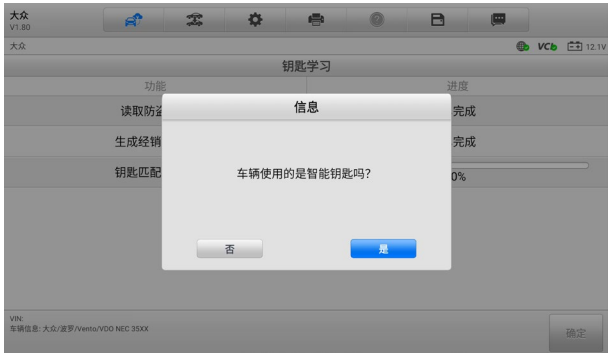 大众
V1.80
大众
VCI
12.1V
钥匙学习
功能
进度
读取防盗
完成
生成经销
完成
钥匙匹配
0%
信息
车辆使用的是智能钥匙吗?
否
是
VIN:
车辆信息: 大众/波罗/Vento/VDO NEC 35XX
确定